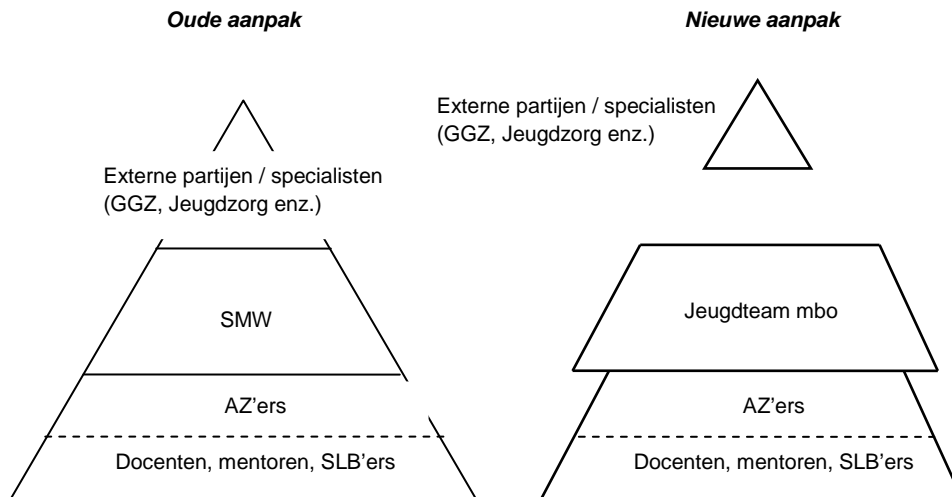 Oude aanpak
Externe partijen / specialisten
(GGZ, Jeugdzorg enz.)
SMW
AZ’ers
Docenten, mentoren, SLB’ers
Nieuwe aanpak
Externe partijen / specialisten
(GGZ, Jeugdzorg enz.)
Jeugdteam mbo
AZ’ers
Docenten, mentoren, SLB’ers